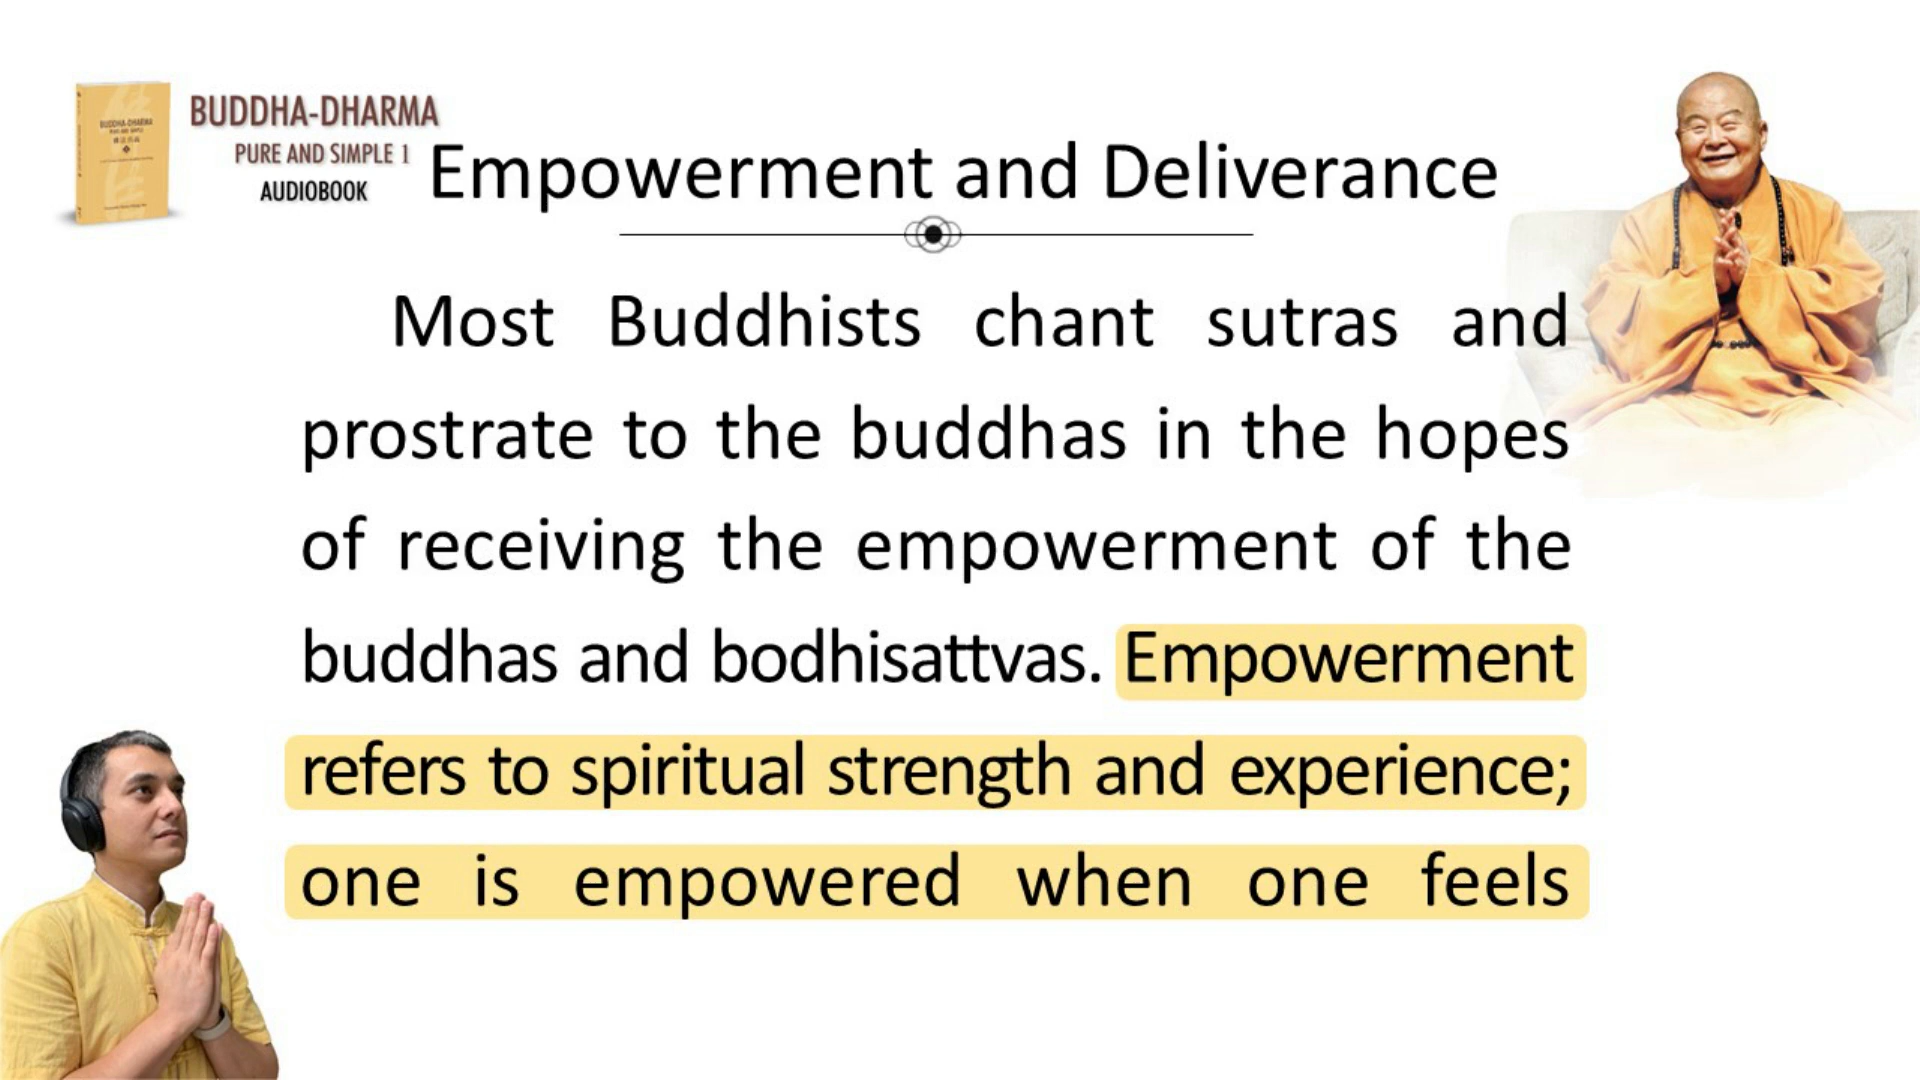 BUDDHA-DHARMA
PURE AND SIMPLE 1
AUDIOBOOK
BUDDHA-DHARMA
Empowerment and Deliverance
Most Buddhists chant sutras and
prostrate to the buddhas in the hopes
of receiving the empowerment of the
buddhas and bodhisattvas. Empowerment
refers to spiritual strength and experience;
one is empowered when one feels